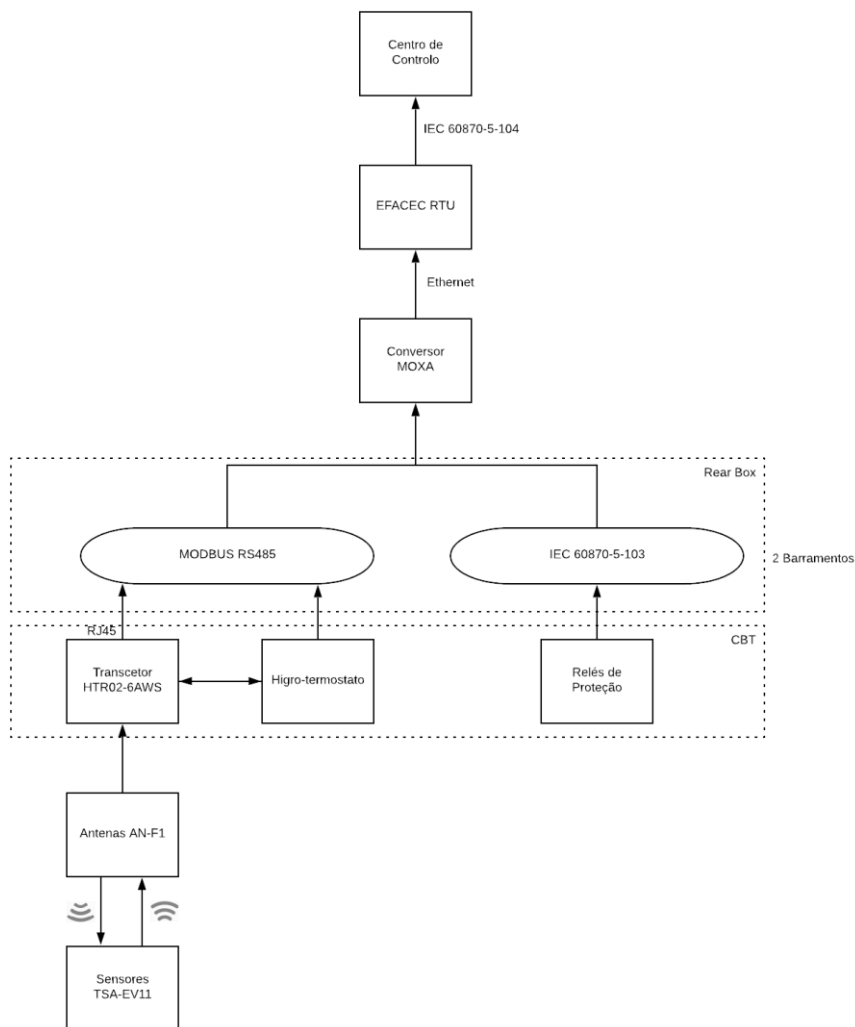 Centro de
Controlo
IEC 60870-5-104
EFACEC RTU
Ethernet
Conversor
MOXA
Rear Box
MODBUS RS485
IEC 60870-5-103
2 Barramentos
RJ45
CBT
Transcetor
HTR02-6AWS
Higro-termostato
Relés de
Proteção
Antenas AN-F1
Sensores
TSA-EV11